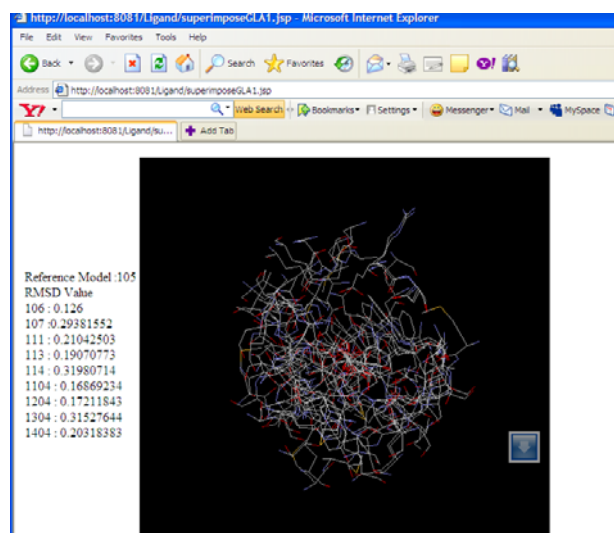 http://localhost:8081/Ligand/superimposeGLA1.jsp - Microsoft Internet Explorer
File Edit View Favorites Tools Help
Back Search Favorites
Address http://localhost:8081/Ligand/superimposeGLA1.jsp
Y! Web Search Bookmarks Settings Messenger Mail MySpace
http://localhost:8081/Ligand/su... Add Tab
Reference Model :105
RMSD Value
106 : 0.126
107 :0.29381552
111 : 0.21042503
113 : 0.19070773
114 : 0.31980714
1104 : 0.16869234
1204 : 0.17211843
1304 : 0.31527644
1404 : 0.20318383